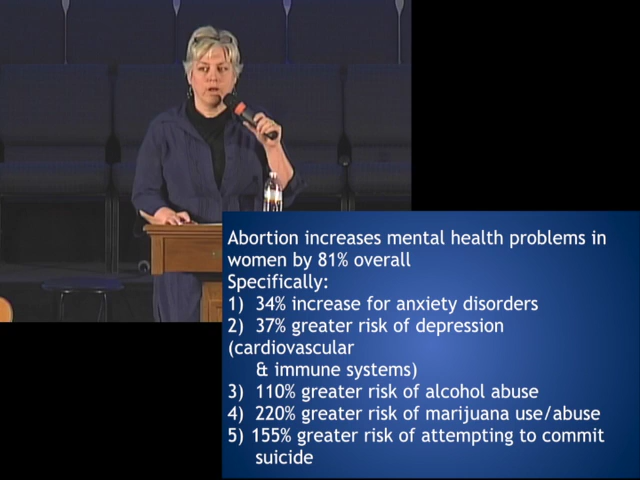 Abortion increases mental health problems in
women by 81% overall
Specifically:
1) 34% increase for anxiety disorders
2) 37% greater risk of depression
(cardiovascular
& immune systems)
3) 110% greater risk of alcohol abuse
4) 220% greater risk of marijuana use/abuse
5) 155% greater risk of attempting to commit
suicide